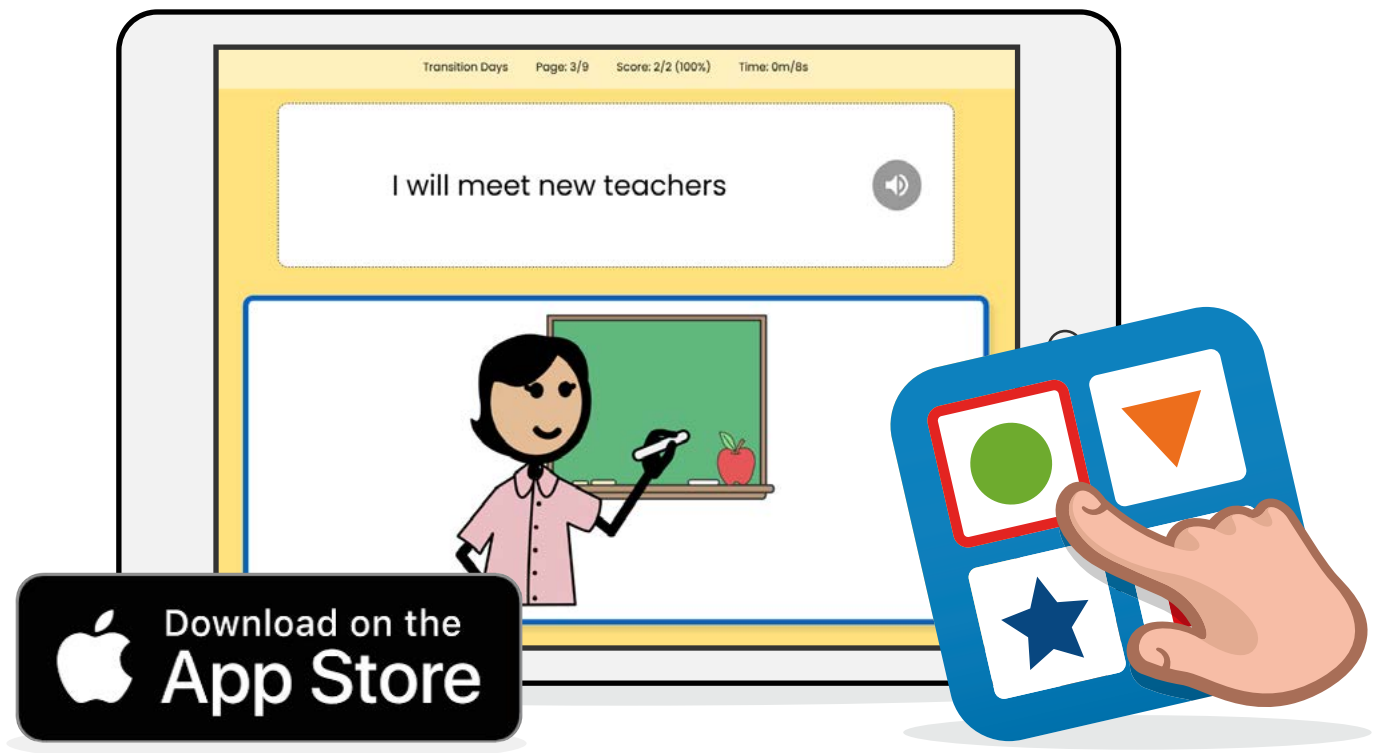 Transition Days Page: 3/9 Score: 2/2 (100%) Time: 0m/8s
I will meet new teachers
Download on the
App Store